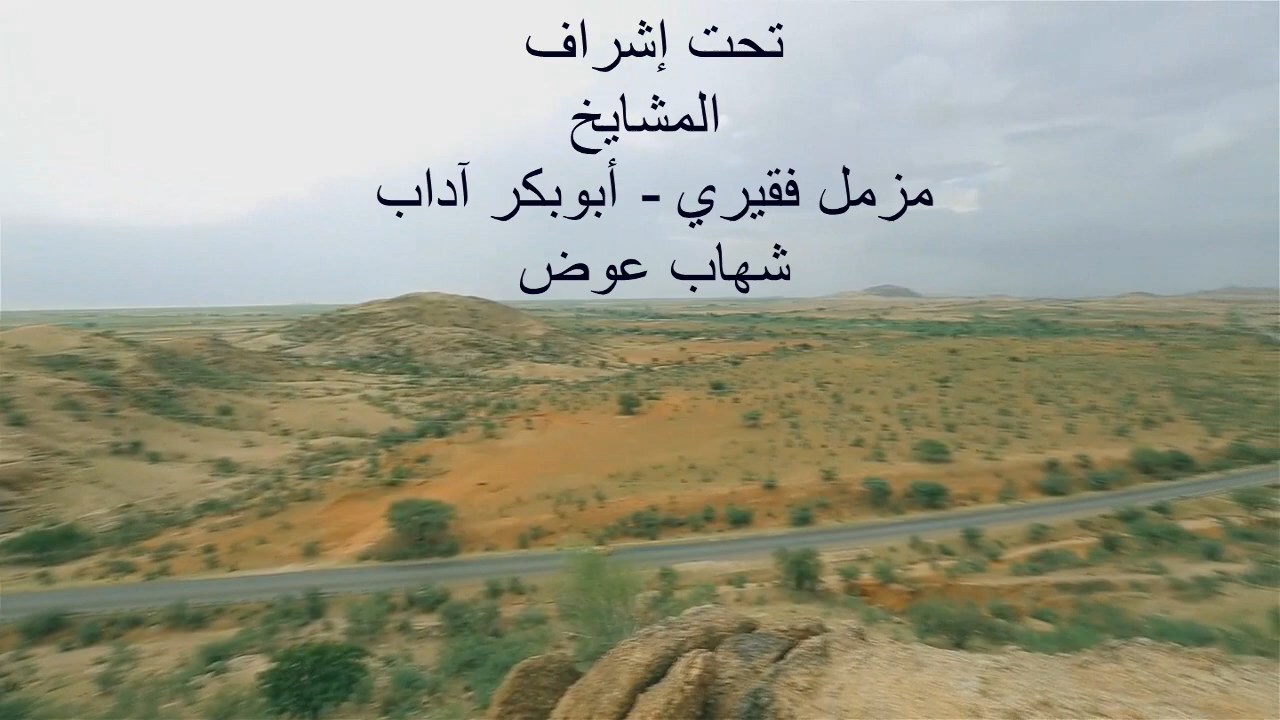 تحت إشراف
المشايخ
مزمل فقيري - أبوبكر آداب
شهاب عوض